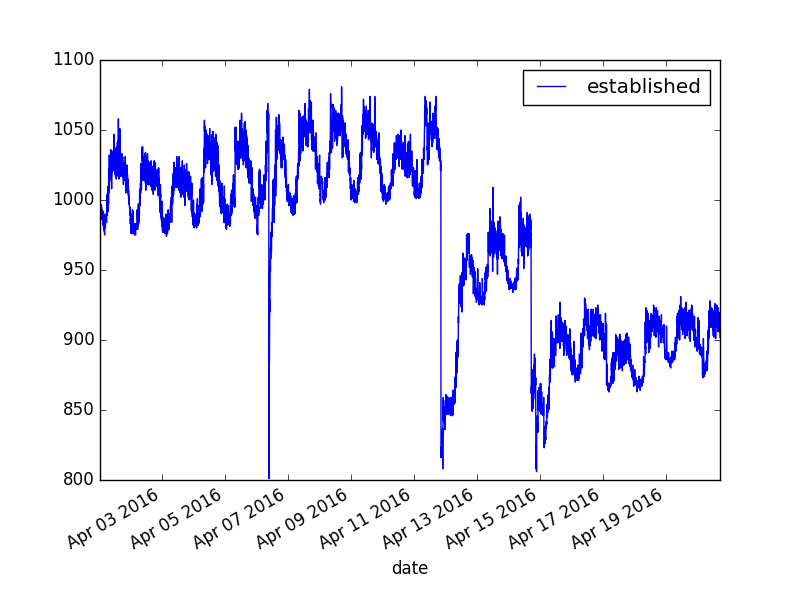 1100
established
1050
1000
950
900
850
800
Apr 03 2016
Apr 05 2016
Apr 07 2016
Apr 09 2016
Apr 11 2016
Apr 13 2016
Apr 15 2016
Apr 17 2016
Apr 19 2016
date